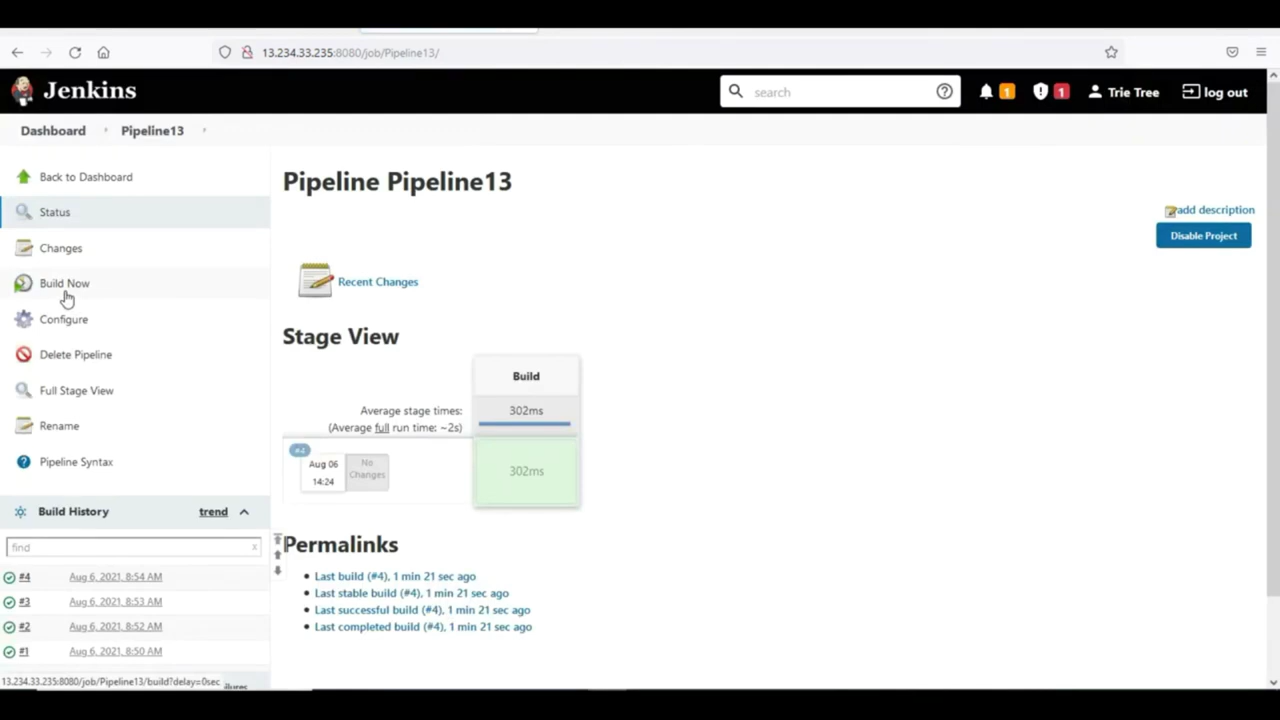 13.234.33.235:8080/job/Pipeline13/
Jenkins
search
1
1
Trie Tree
log out
Dashboard
Pipeline13
Back to Dashboard
Status
Changes
Build Now
Configure
Delete Pipeline
Full Stage View
Rename
Pipeline Syntax
Build History
trend
find
x
#4 Aug 6, 2021, 8:54 AM
#3 Aug 6, 2021, 8:53 AM
#2 Aug 6, 2021, 8:52 AM
#1 Aug 6, 2021, 8:50 AM
13.234.33.235:8080/job/Pipeline13/build?delay=0sec
Pipeline Pipeline13
add description
Disable Project
Recent Changes
Stage View
Build
Average stage times:
302ms
(Average full run time: ~2s)
#4
Aug 06
14:24
No
Changes
302ms
Permalinks
Last build (#4), 1 min 21 sec ago
Last stable build (#4), 1 min 21 sec ago
Last successful build (#4), 1 min 21 sec ago
Last completed build (#4), 1 min 21 sec ago